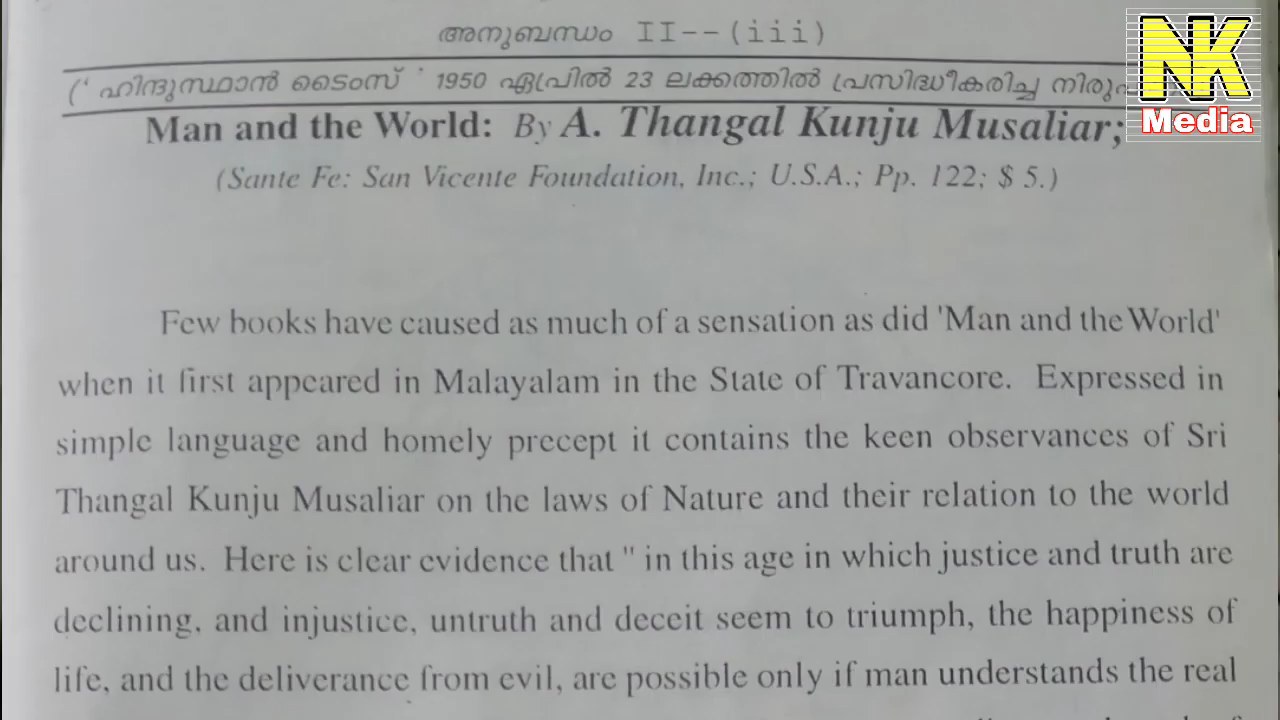 അനുബന്ധം II--(iii)
(' ഹിന്ദുസ്ഥാൻ ടൈംസ് ' 1950 ഏപ്രിൽ 23 ലക്കത്തിൽ പ്രസിദ്ധീകരിച്ച
NK
Media
Man and the World: By A. Thangal Kunju Musaliar;
(Sante Fe: San Vicente Foundation, Inc.; U.S.A.; Pp. 122; $ 5.)
Few books have caused as much of a sensation as did 'Man and the World'
when it first appeared in Malayalam in the State of Travancore. Expressed in
simple language and homely precept it contains the keen observances of Sri
Thangal Kunju Musaliar on the laws of Nature and their relation to the world
around us. Here is clear evidence that " in this age in which justice and truth are
declining, and injustice, untruth and deceit seem to triumph, the happiness of
life, and the deliverance from evil, are possible only if man understands the real